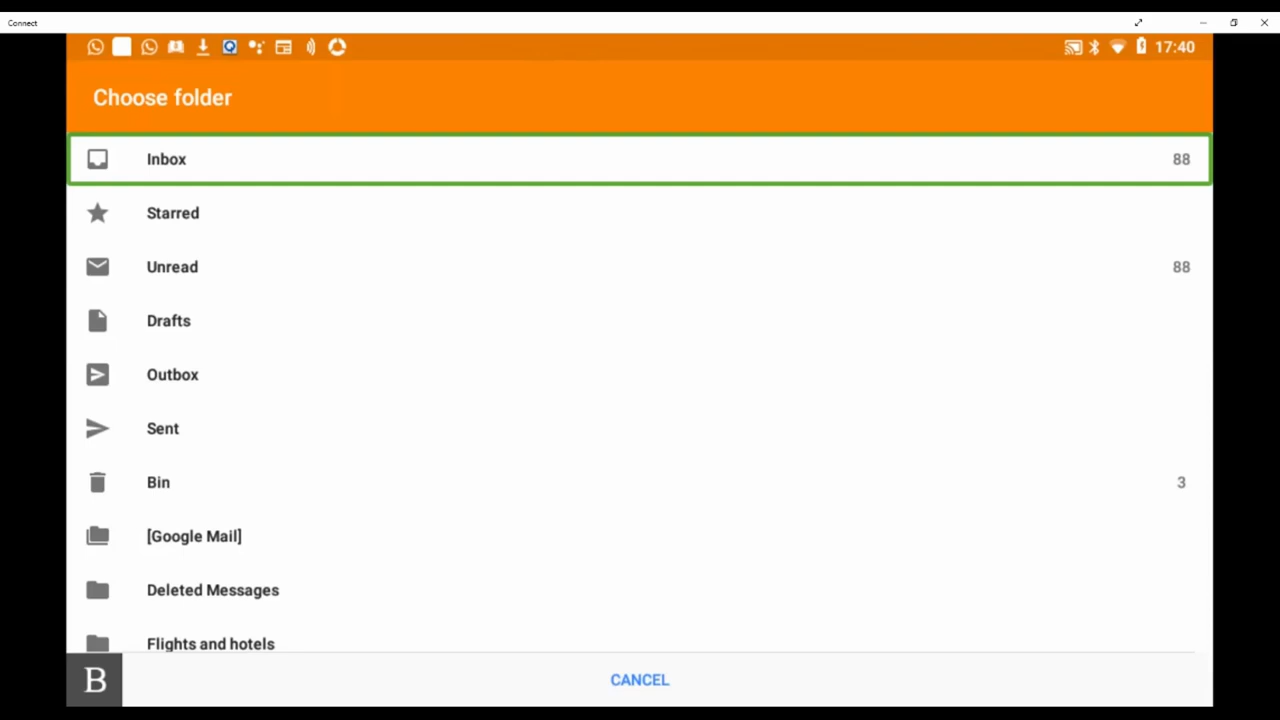 Connect
17:40
Choose folder
Inbox 88
Starred
Unread 88
Drafts
Outbox
Sent
Bin 3
[Google Mail]
Deleted Messages
Flights and hotels
B
CANCEL